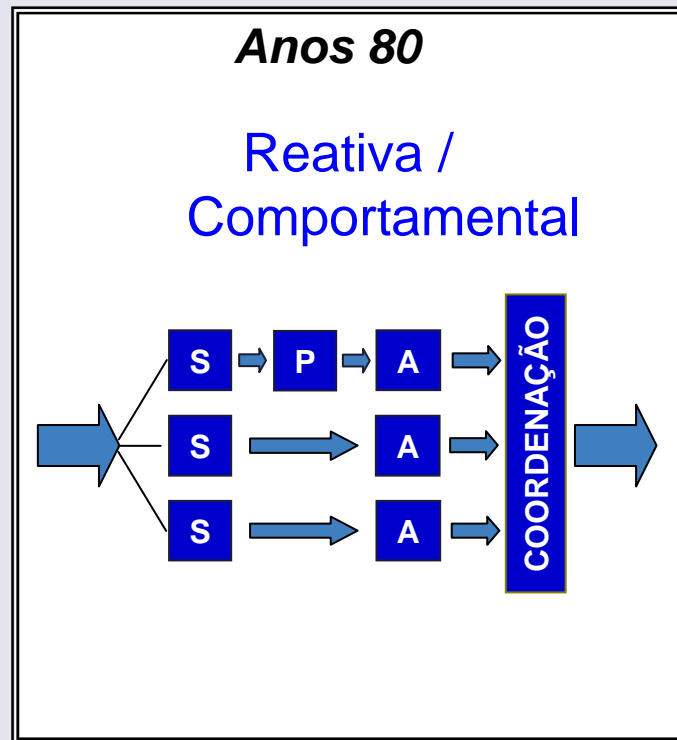 Anos 80
Reativa /
Comportamental
S P A
S A
S A
COORDENAÇÃO